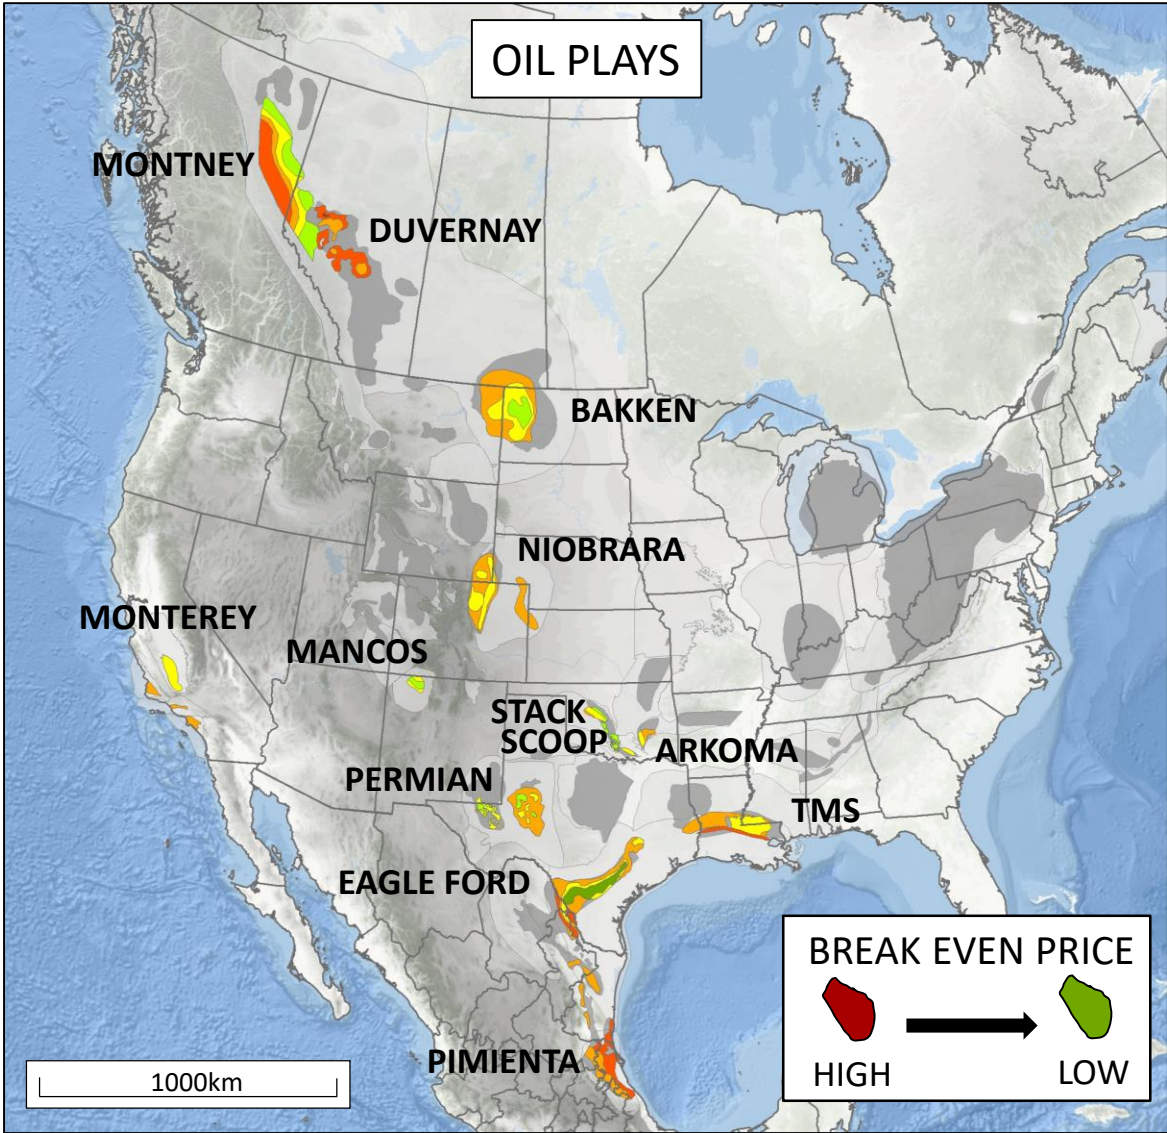 OIL PLAYS
MONTNEY
DUVERNAY
BAKKEN
NIOBRARA
MONTEREY
MANCOS
STACK
SCOOP
ARKOMA
PERMIAN
TMS
EAGLE FORD
PIMIENTA
BREAK EVEN PRICE
HIGH
LOW
1000km